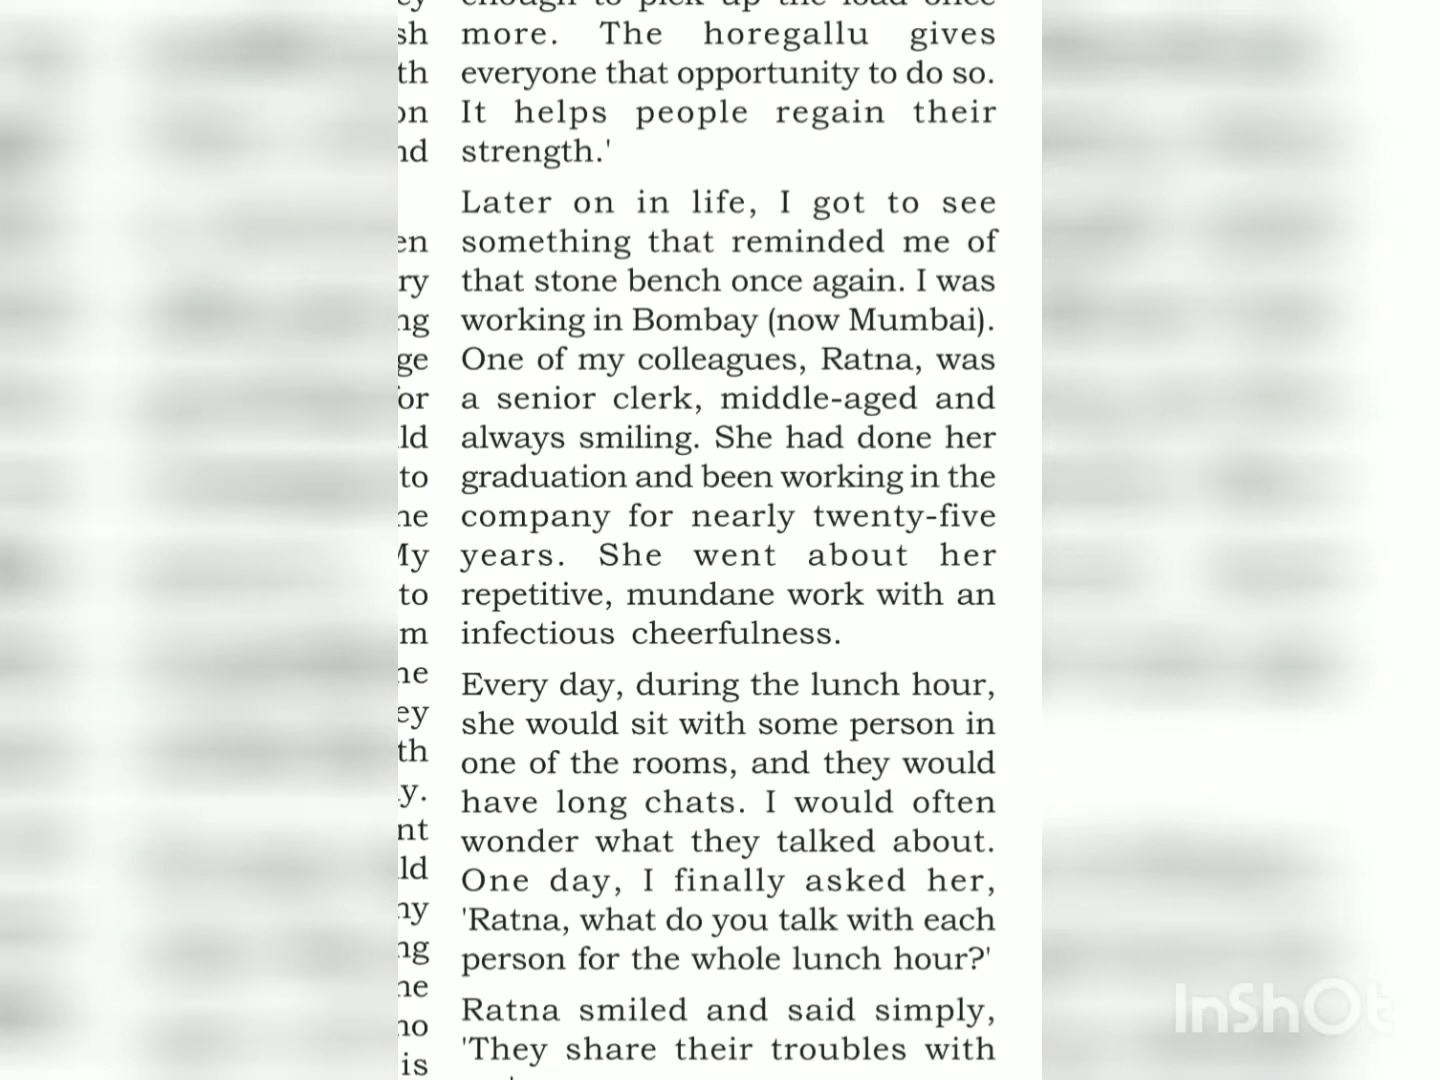 enough to pick up the load once
more. The horegallu gives
everyone that opportunity to do so.
It helps people regain their
strength.'
Later on in life, I got to see
something that reminded me of
that stone bench once again. I was
working in Bombay (now Mumbai).
One of my colleagues, Ratna, was
a senior clerk, middle-aged and
always smiling. She had done her
graduation and been working in the
company for nearly twenty-five
years. She went about her
repetitive, mundane work with an
infectious cheerfulness.
Every day, during the lunch hour,
she would sit with some person in
one of the rooms, and they would
have long chats. I would often
wonder what they talked about.
One day, I finally asked her,
'Ratna, what do you talk with each
person for the whole lunch hour?'
Ratna smiled and said simply,
'They share their troubles with
InShOt